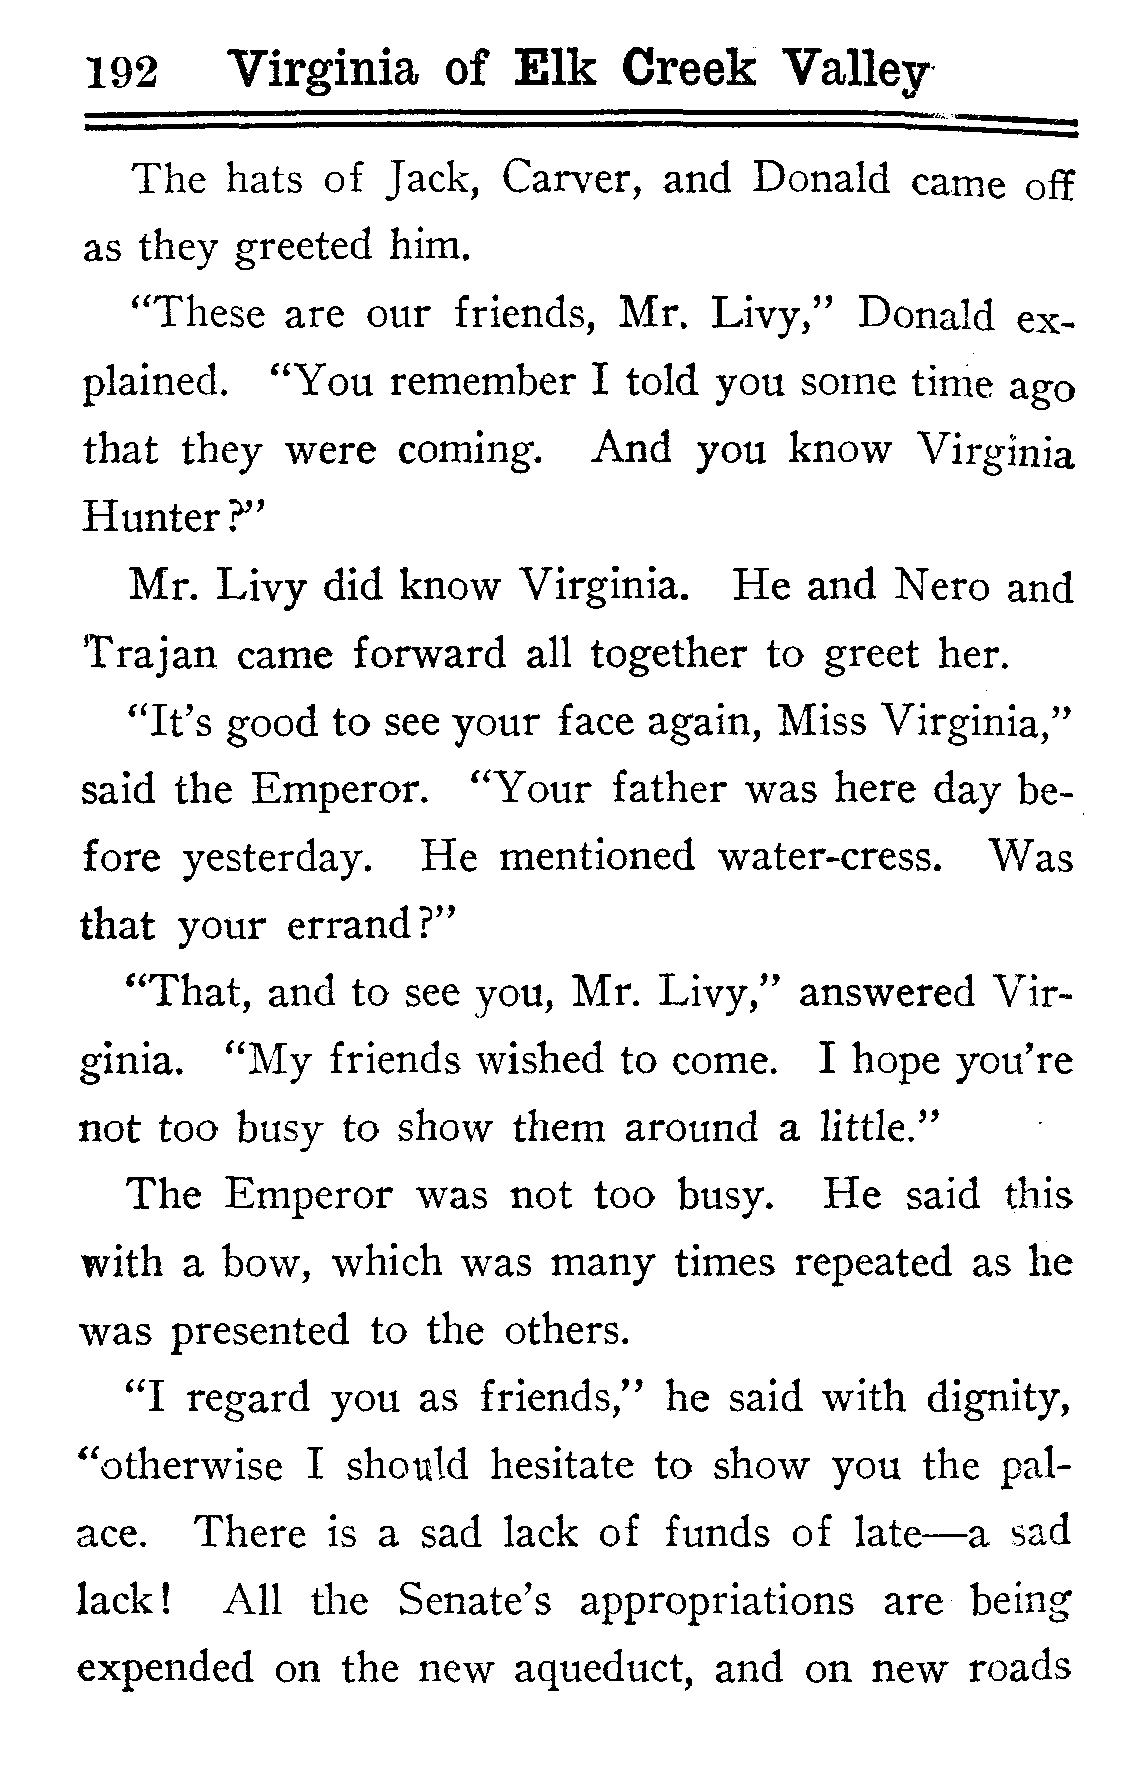 192 Virginia of Elk Creek Valley
The hats of Jack, Carver, and Donald came off
as they greeted him.
“These are our friends, Mr. Livy,” Donald ex-
plained. “You remember I told you some time ago
that they were coming. And you know Virginia
Hunter?”
Mr. Livy did know Virginia. He and Nero and
Trajan came forward all together to greet her.
“It’s good to see your face again, Miss Virginia,”
said the Emperor. “Your father was here day be-
fore yesterday. He mentioned water-cress. Was
that your errand?”
“That, and to see you, Mr. Livy,” answered Vir-
ginia. “My friends wished to come. I hope you’re
not too busy to show them around a little.”
The Emperor was not too busy. He said this
with a bow, which was many times repeated as he
was presented to the others.
“I regard you as friends,” he said with dignity,
“otherwise I should hesitate to show you the pal-
ace. There is a sad lack of funds of late—a sad
lack! All the Senate’s appropriations are being
expended on the new aqueduct, and on new roads